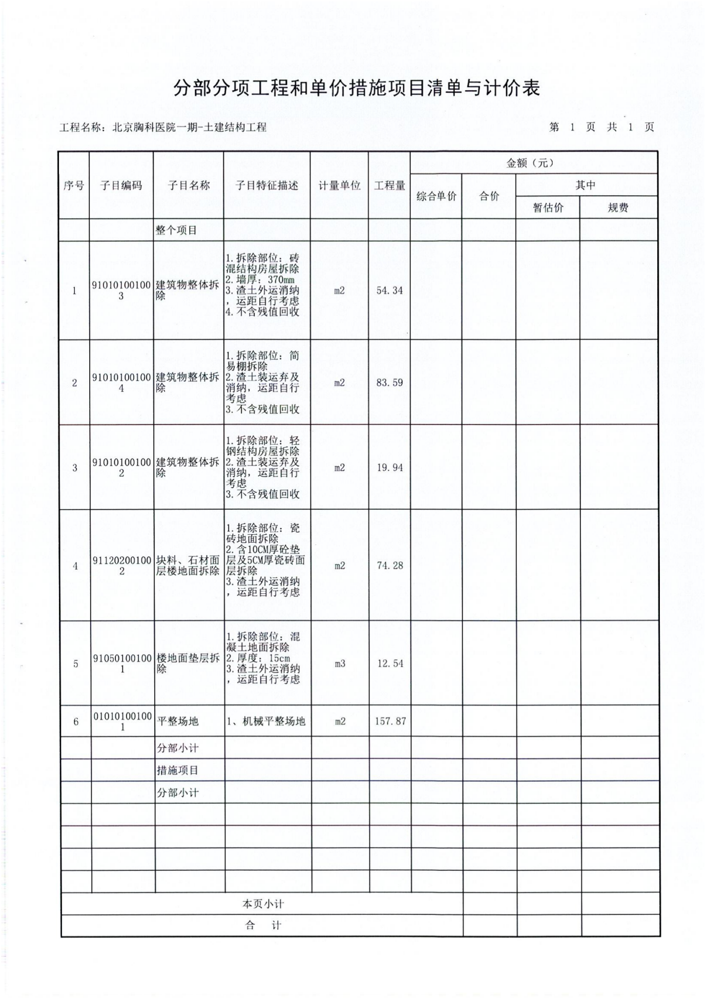 分部分项工程和单价措施项目清单与计价表
工程名称：北京胸科医院一期-土建结构工程
第 1 页 共 1 页
序号
子目编码
子目名称
子目特征描述
计量单位
工程量
金额（元）
综合单价
合价
其中
暂估价
规费
整个项目
1
91010100100
3
建筑物整体拆
除
1.拆除部位：砖
混结构房屋拆除
2.墙厚：370mm
3.渣土外运消纳
，运距自行考虑
4.不含残值回收
m2
54.34
2
91010100100
4
建筑物整体拆
除
1.拆除部位：简
易棚拆除
2.渣土装运弃及
消纳，运距自行
考虑
3.不含残值回收
m2
83.59
3
91010100100
2
建筑物整体拆
除
1.拆除部位：轻
钢结构房屋拆除
2.渣土装运弃及
消纳，运距自行
考虑
3.不含残值回收
m2
19.94
4
91120200100
2
块料、石材面
层楼地面拆除
1.拆除部位：瓷
砖地面拆除
2.含10CM厚砼垫
层及5CM厚瓷砖面
层拆除
3.渣土外运消纳
，运距自行考虑
m2
74.28
5
91050100100
1
楼地面垫层拆
除
1.拆除部位：混
凝土地面拆除
2.厚度：15cm
3.渣土外运消纳
，运距自行考虑
m3
12.54
6
01010100100
1
平整场地
1、机械平整场地
m2
157.87
分部小计
措施项目
分部小计
本页小计
合 计